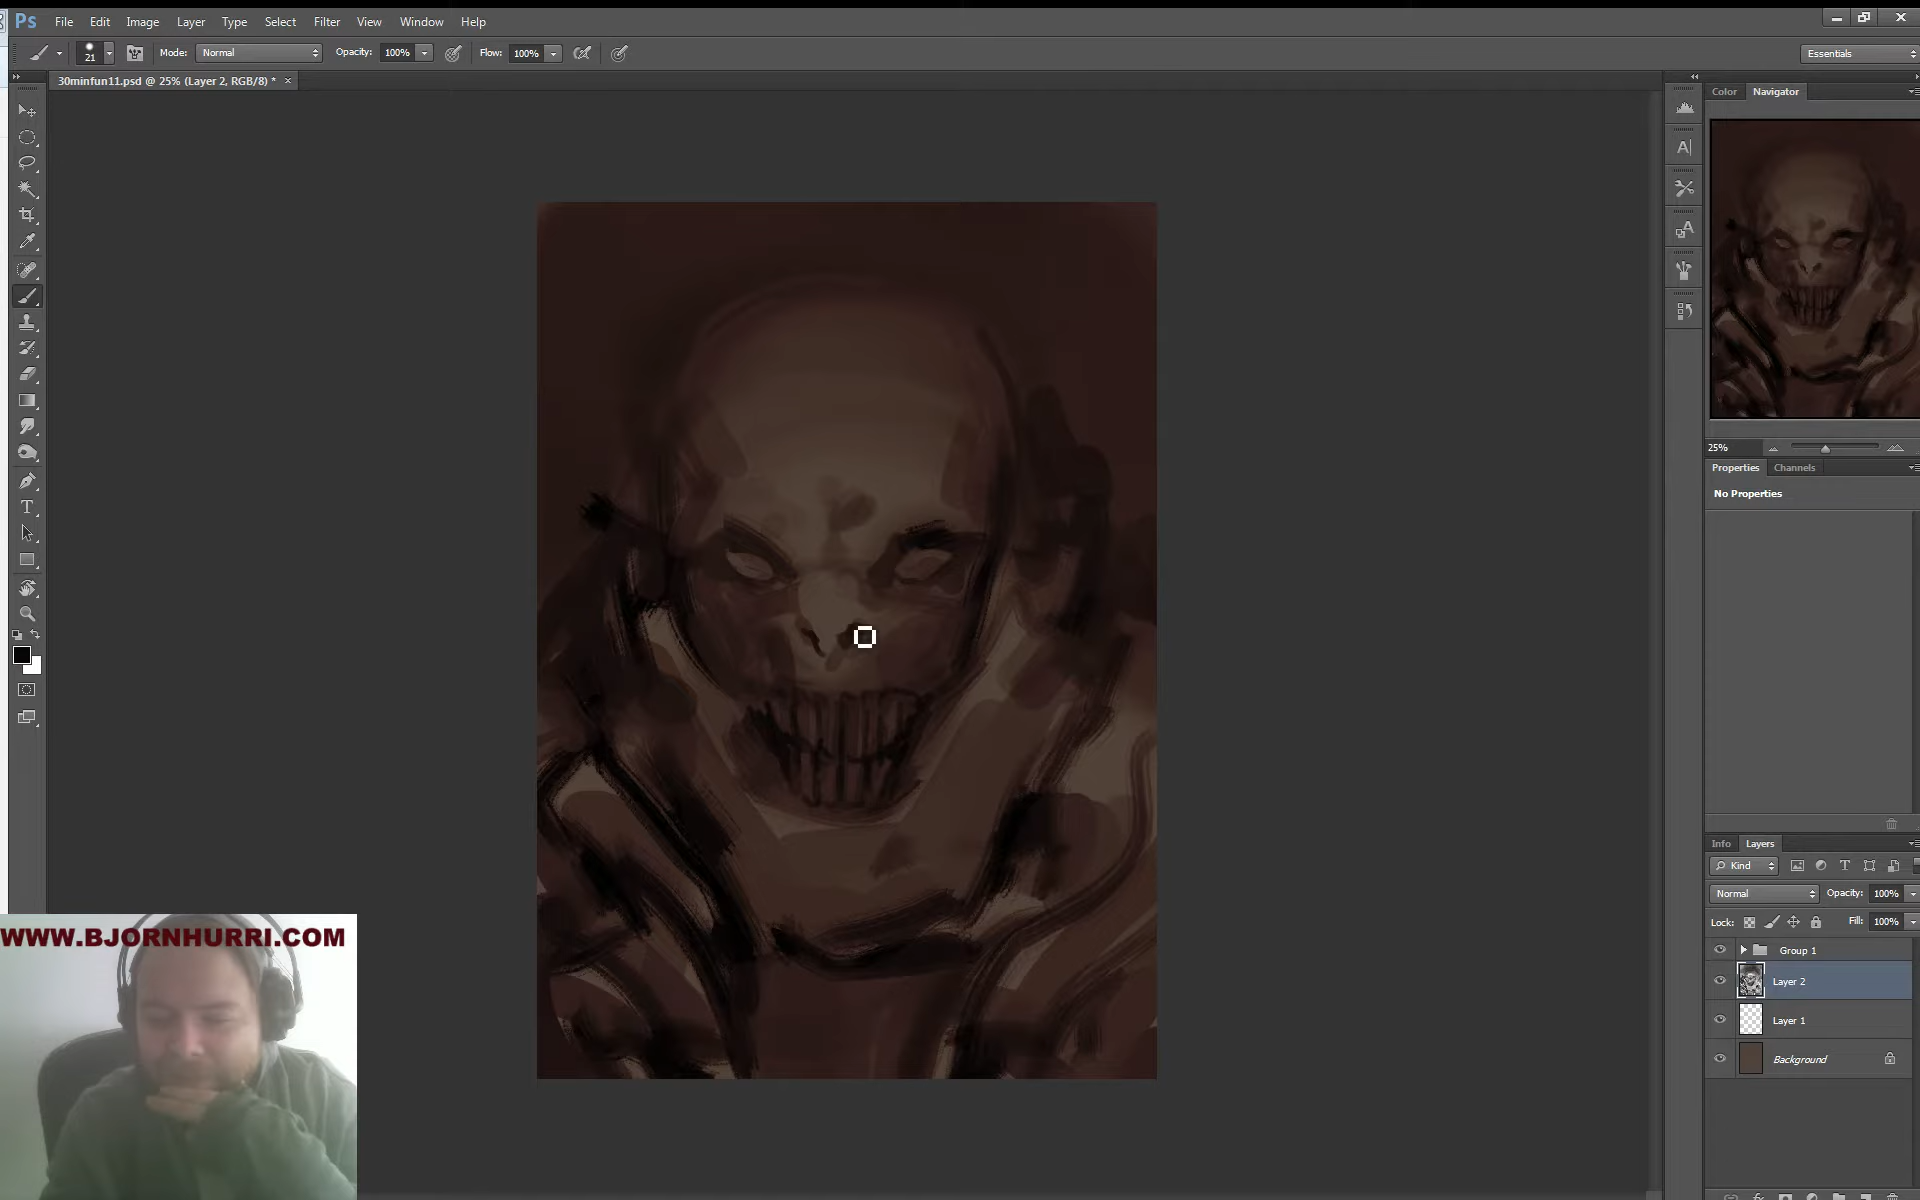 Ps File Edit Image Layer Type Select Filter View Window Help
21 Mode: Normal Opacity: 100% Flow: 100% Essentials
30minfun11.psd @ 25% (Layer 2, RGB/8) * ×
Color Navigator
25%
Properties Channels
No Properties
Info Layers
Kind
Normal Opacity: 100%
Lock: Fill: 100%
Group 1
Layer 2
Layer 1
Background
WWW.BJORNHURRI.COM